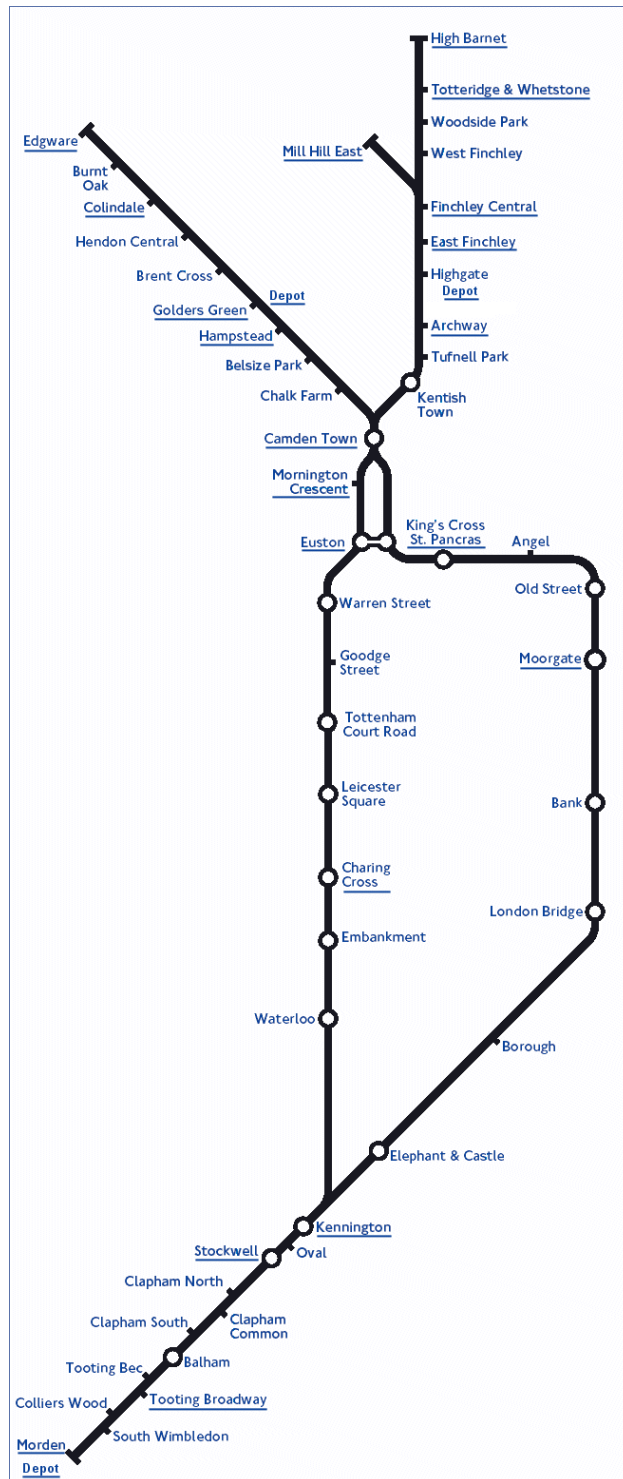 High Barnet
Totteridge & Whetstone
Woodside Park
West Finchley
Mill Hill East
Edgware
Burnt
Oak
Colindale
Hendon Central
Brent Cross
Golders Green
Depot
Hampstead
Belsize Park
Chalk Farm
Finchley Central
East Finchley
Highgate
Depot
Archway
Tufnell Park
Kentish
Town
Camden Town
Mornington
Crescent
Euston
King's Cross
St. Pancras
Angel
Old Street
Moorgate
Bank
London Bridge
Borough
Elephant & Castle
Warren Street
Goodge
Street
Tottenham
Court Road
Leicester
Square
Charing
Cross
Embankment
Waterloo
Kennington
Oval
Stockwell
Clapham North
Clapham
Common
Clapham South
Balham
Tooting Bec
Tooting Broadway
Colliers Wood
South Wimbledon
Morden
Depot